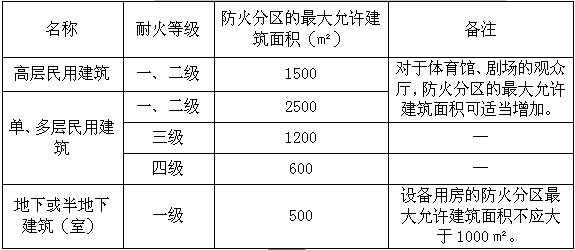 名称
耐火等级
防火分区的最大允许建
筑面积（㎡）
备注
高层民用建筑
一、二级
1500
对于体育馆、剧场的观众
厅，防火分区的最大允许
建筑面积可适当增加。
单、多层民用建
筑
一、二级
2500
三级
1200
—
四级
600
—
地下或半地下
建筑（室）
一级
500
设备用房的防火分区最
大允许建筑面积不应大
于1000㎡。